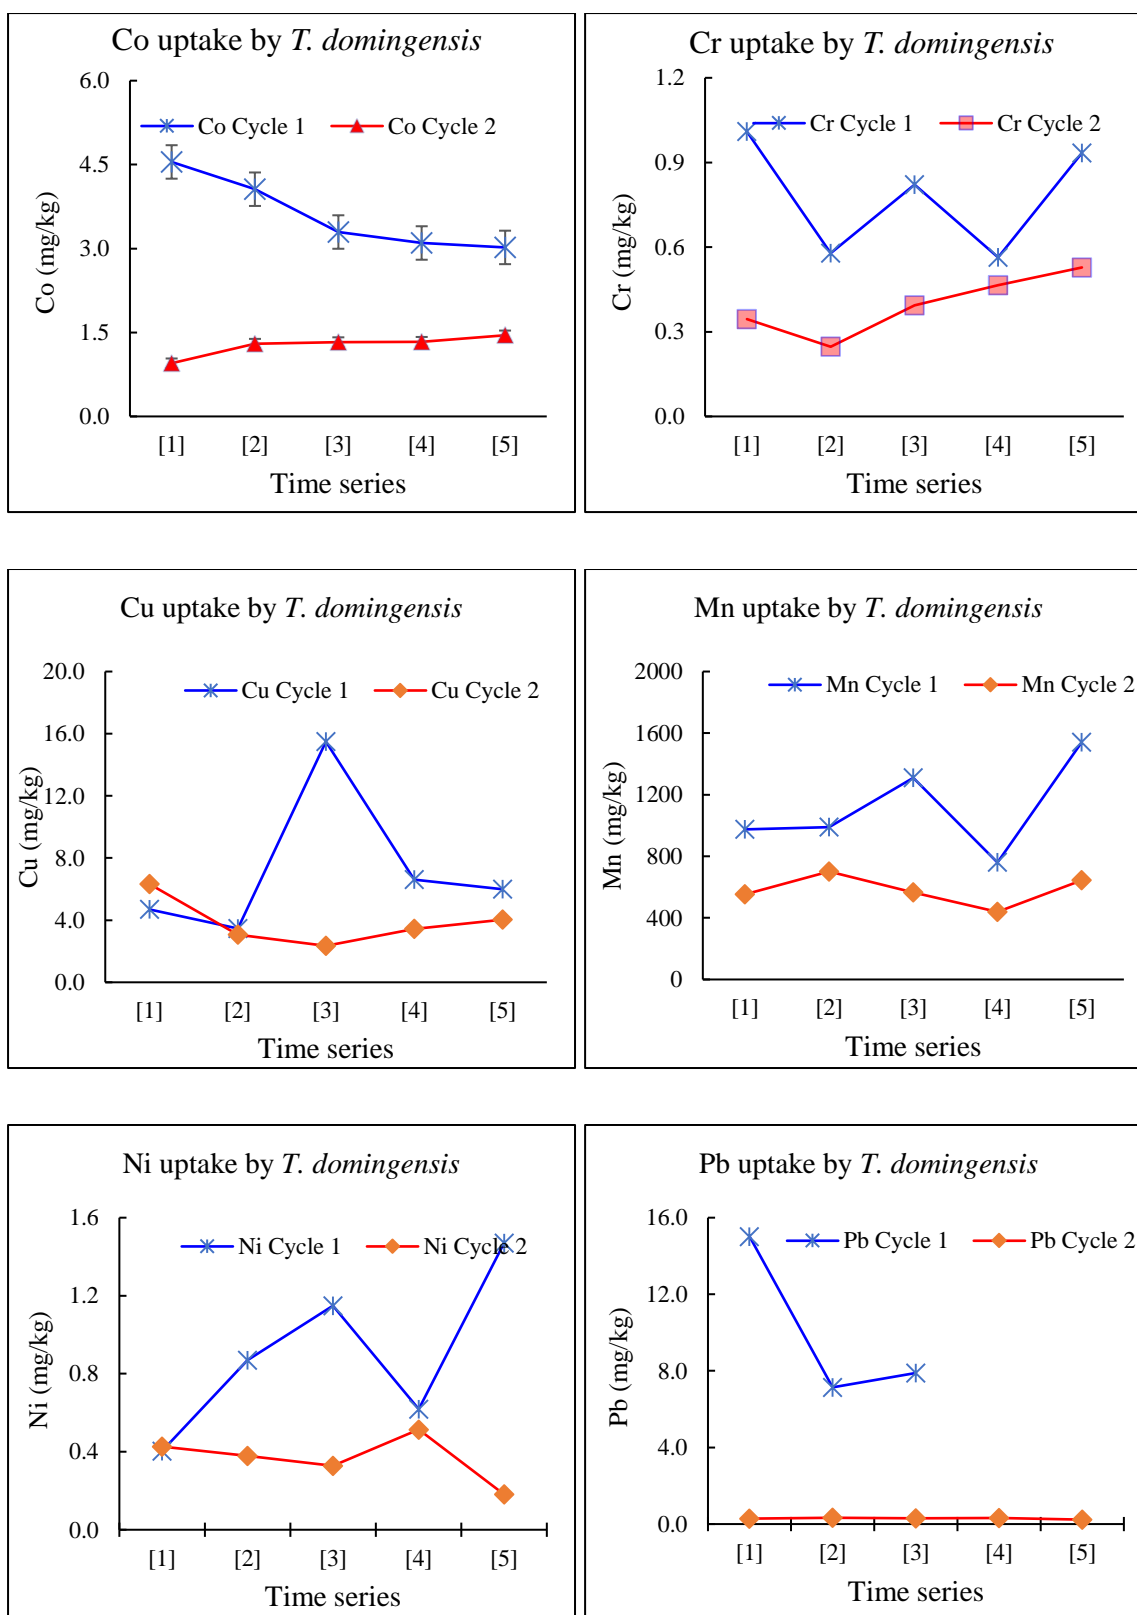 Co uptake by T. domingensis
6.0
4.5
3.0
1.5
0.0
Co (mg/kg)
Co Cycle 1
Co Cycle 2
[1] [2] [3] [4] [5]
Time series
Cr uptake by T. domingensis
1.2
0.9
0.6
0.3
0.0
Cr (mg/kg)
Cr Cycle 1
Cr Cycle 2
[1] [2] [3] [4] [5]
Time series
Cu uptake by T. domingensis
20.0
16.0
12.0
8.0
4.0
0.0
Cu (mg/kg)
Cu Cycle 1
Cu Cycle 2
[1] [2] [3] [4] [5]
Time series
Mn uptake by T. domingensis
2000
1600
1200
800
400
0
Mn (mg/kg)
Mn Cycle 1
Mn Cycle 2
[1] [2] [3] [4] [5]
Time series
Ni uptake by T. domingensis
1.6
1.2
0.8
0.4
0.0
Ni (mg/kg)
Ni Cycle 1
Ni Cycle 2
[1] [2] [3] [4] [5]
Time series
Pb uptake by T. domingensis
16.0
12.0
8.0
4.0
0.0
Pb (mg/kg)
Pb Cycle 1
Pb Cycle 2
[1] [2] [3] [4] [5]
Time series